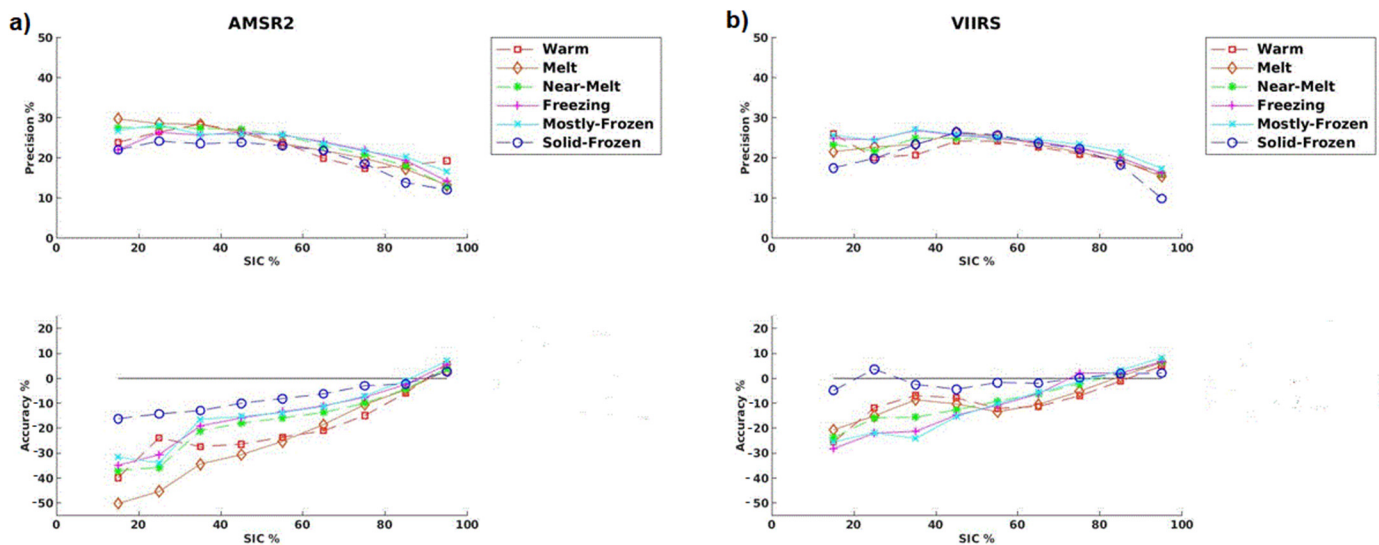 a)
AMSR2
50
40
30
20
10
0
Precision %
0 20 40 60 80 100
SIC %
Warm
Melt
Near-Melt
Freezing
Mostly-Frozen
Solid-Frozen
20
10
0
-10
-20
-30
-40
-50
Accuracy %
0 20 40 60 80 100
SIC %
b)
VIIRS
50
40
30
20
10
0
Precision %
0 20 40 60 80 100
SIC %
Warm
Melt
Near-Melt
Freezing
Mostly-Frozen
Solid-Frozen
20
10
0
-10
-20
-30
-40
-50
Accuracy %
0 20 40 60 80 100
SIC %